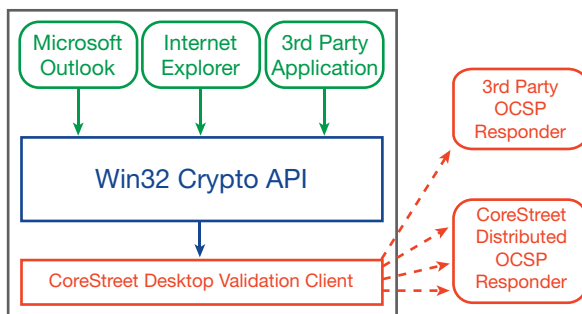 Microsoft
Outlook
Internet
Explorer
3rd Party
Application
3rd Party
OCSP
Responder
Win32 Crypto API
CoreStreet
Distributed
OCSP
Responder
CoreStreet Desktop Validation Client